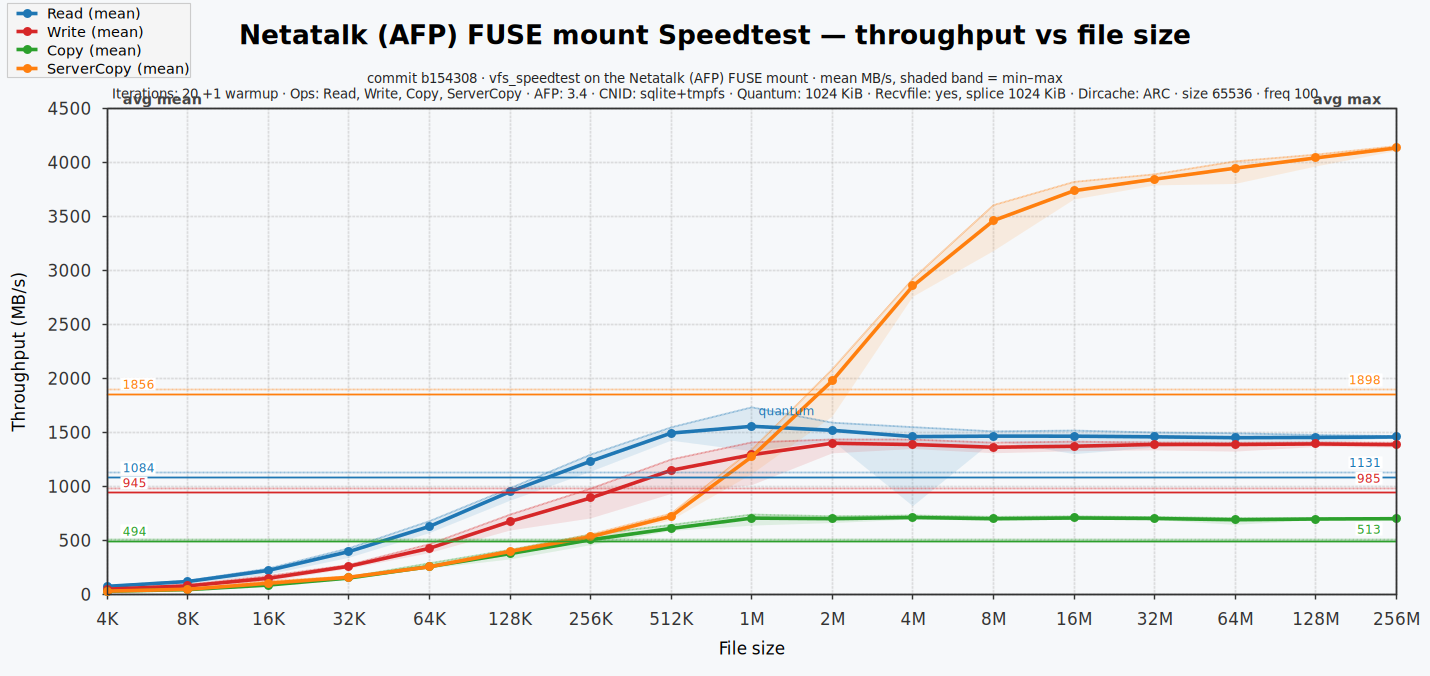 Read (mean)
Write (mean)
Copy (mean)
ServerCopy (mean)
Netatalk (AFP) FUSE mount Speedtest — throughput vs file size
commit b154308 · vfs_speedtest on the Netatalk (AFP) FUSE mount · mean MB/s, shaded band = min–max
Iterations: 20 +1 warmup · Ops: Read, Write, Copy, ServerCopy · AFP: 3.4 · CNID: sqlite+tmpfs · Quantum: 1024 KiB · Recvfile: yes, splice 1024 KiB · Dircache: ARC · size 65536 · freq 100
avg mean
avg max
4500
4000
3500
3000
2500
2000
1500
1000
500
0
Throughput (MB/s)
1856
1898
quantum
1084
1131
945
985
494
513
4K 8K 16K 32K 64K 128K 256K 512K 1M 2M 4M 8M 16M 32M 64M 128M 256M
File size